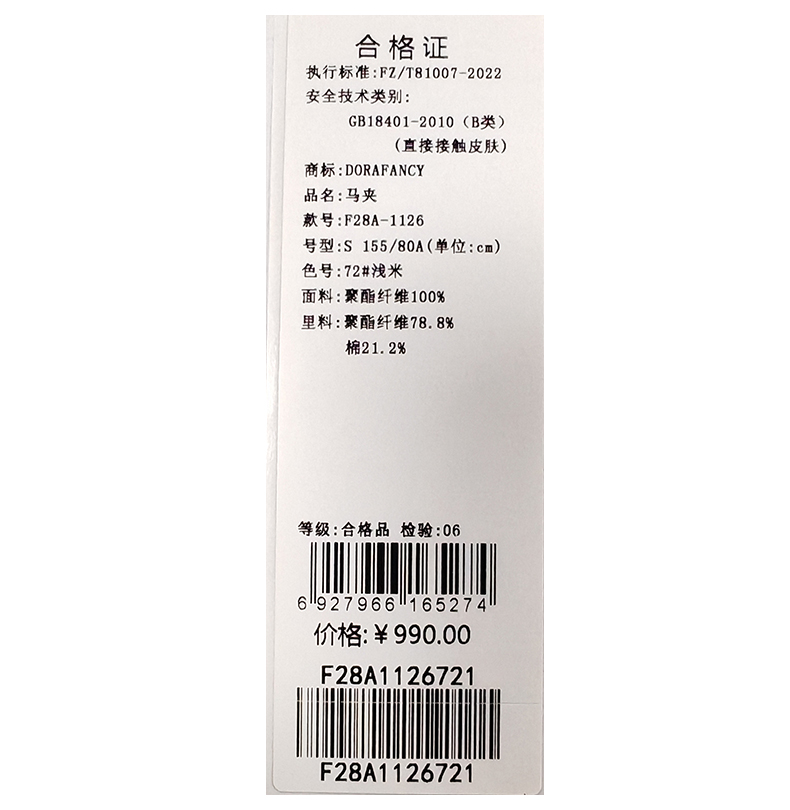 合格证
执行标准:FZ/T81007-2022
安全技术类别:
GB18401-2010（B类）
(直接接触皮肤)
商标:DORAFANCY
品名:马夹
款号:F28A-1126
号型:S 155/80A(单位:cm)
色号:72#浅米
面料:聚酯纤维100%
里料:聚酯纤维78.8%
棉21.2%
等级:合格品 检验:06
6 927966 165274
价格:¥990.00
F28A1126721
F28A1126721